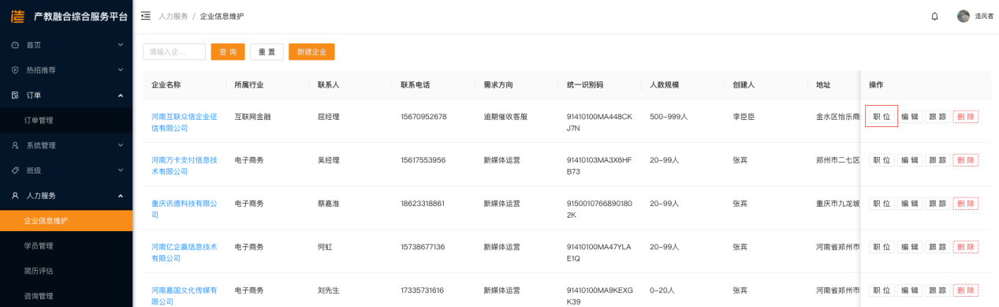 产教融合综合服务平台
人力服务 / 企业信息维护
渣风者
首页
热招推荐
订单
订单管理
系统管理
班级
人力服务
企业信息维护
学员管理
简历评估
咨询管理
请输入企...
查 询
重 置
新建企业
企业名称 所属行业 联系人 联系电话 需求方向 统一识别码 人数规模 创建人 地址 操作
河南互联众信企业征 互联网金融 屈经理 15670952678 逾期催收客服 91410100MA448CK 500-999人 李臣臣 金水区怡乐商 职 位 编 辑 跟 踪 删 除
信有限公司 J7N
河南万卡支付信息技 电子商务 吴经理 15617553956 新媒体运营 91410103MA3X6HF 20-99人 张宾 郑州市二七区 职 位 编 辑 跟 踪 删 除
术有限公司 B73
重庆讯德科技有限公 电子商务 蔡嘉淮 18623318861 新媒体运营 9150010766890180 20-99人 张宾 重庆市九龙坡 职 位 编 辑 跟 踪 删 除
司 2K
河南亿企赢信息技术 电子商务 何虹 15738677136 新媒体运营 91410100MA47YLA 20-99人 张宾 河南省郑州市 职 位 编 辑 跟 踪 删 除
有限公司 E1Q
河南嘉国文化传媒有 电子商务 刘先生 17335731616 新媒体运营 91410100MA9KEXG 0-20人 张宾 河南省郑州市 职 位 编 辑 跟 踪 删 除
限公司 K39